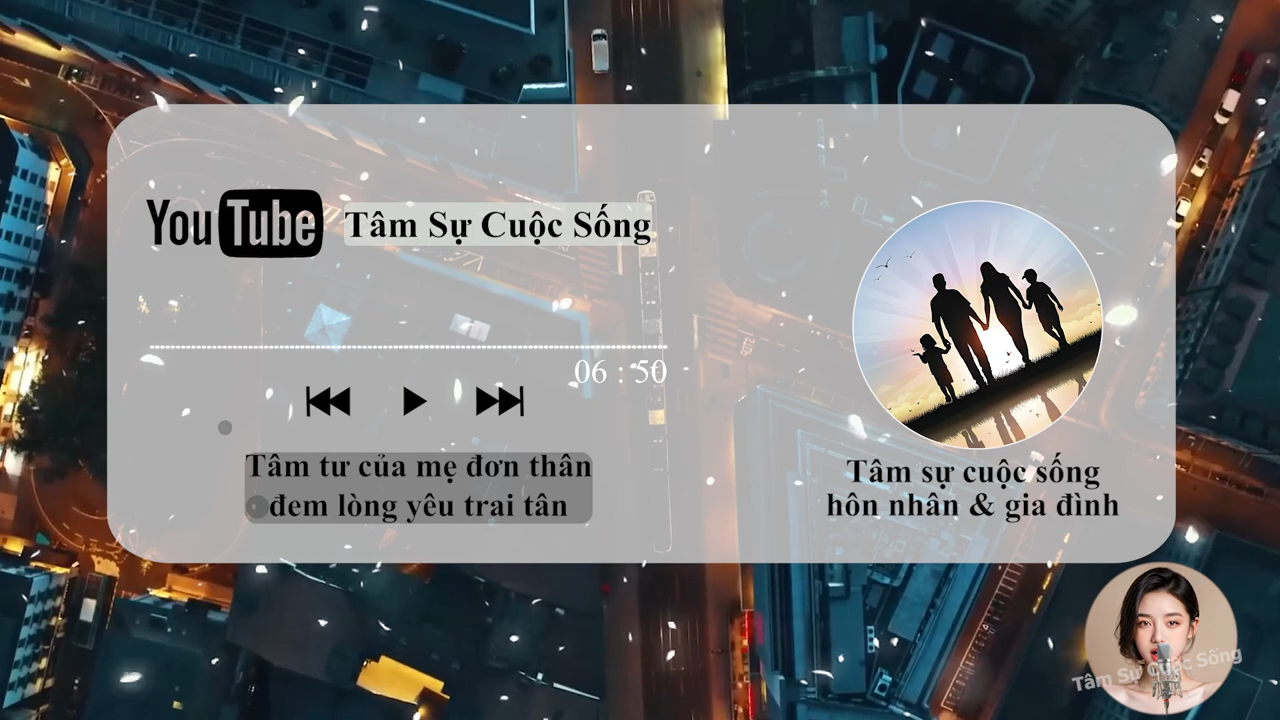 YouTube Tâm Sự Cuộc Sống
06 : 50
Tâm tư của mẹ đơn thân
đem lòng yêu trai tân
Tâm sự cuộc sống
hôn nhân & gia đình
Tâm Sự Cuộc Sống